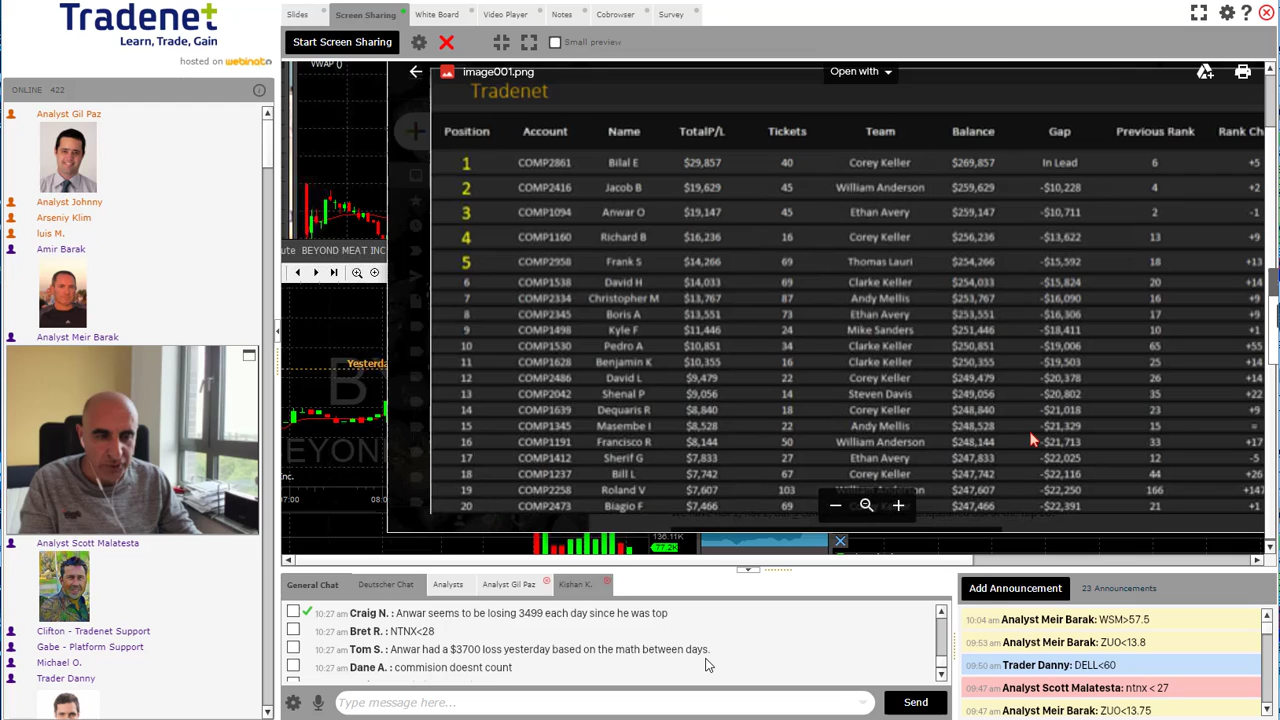 Tradenet
Learn, Trade, Gain
hosted on webinato
Slides
Screen Sharing
White Board
Video Player
Notes
Cobrowser
Survey
Start Screen Sharing
Small preview
ONLINE 422
Analyst Gil Paz
Analyst Johnny
Arseniy Klim
luis M.
Amir Barak
Analyst Meir Barak
Analyst Scott Malatesta
Clifton - Tradenet Support
Gabe - Platform Support
Michael O.
Trader Danny
VWAP ()
ute BEYOND MEAT INC
Yesterda
B
EYON
07:00 08:0
image001.png
Open with
Tradenet
Position Account Name TotalP/L Tickets Team Balance Gap Previous Rank Rank Ch
1 COMP2861 Bilal E $29,857 40 Corey Keller $269,857 In Lead 6 +5
2 COMP2416 Jacob B $19,629 45 William Anderson $259,629 -$10,228 4 +2
3 COMP1094 Anwar O $19,147 45 Ethan Avery $259,147 -$10,711 2 -1
4 COMP1160 Richard B $16,236 16 Corey Keller $256,236 -$13,622 13 +9
5 COMP2958 Frank S $14,266 69 Thomas Lauri $254,266 -$15,592 18 +13
6 COMP1538 David H $14,033 69 Clarke Keller $254,033 -$15,824 20 +14
7 COMP2334 Christopher M $13,767 87 Andy Mellis $253,767 -$16,090 16 +9
8 COMP2345 Boris A $13,551 73 Ethan Avery $253,551 -$16,306 17 +9
9 COMP1498 Kyle F $11,446 24 Mike Sanders $251,446 -$18,411 10 +1
10 COMP1530 Pedro A $10,851 34 Clarke Keller $250,851 -$19,006 65 +55
11 COMP1628 Benjamin K $10,355 16 Clarke Keller $250,355 -$19,503 25 +14
12 COMP2486 David L $9,479 22 Clarke Keller $249,479 -$20,378 26 +14
13 COMP2042 Shenal P $9,056 14 Steven Davis $249,056 -$20,802 35 +22
14 COMP1639 Dequaris R $8,840 18 Corey Keller $248,840 -$21,018 23 +9
15 COMP1345 Masembe I $8,528 22 Andy Mellis $248,528 -$21,329 15 =
16 COMP1191 Francisco R $8,144 50 William Anderson $248,144 -$21,713 33 +17
17 COMP1412 Sherif G $7,833 27 Ethan Avery $247,833 -$22,025 12 -5
18 COMP1237 Bill L $7,742 67 Corey Keller $247,742 -$22,116 44 +26
19 COMP2258 Roland V $7,607 103 William Anderson $247,607 -$22,250 166 +147
20 COMP2473 Biagio F $7,466 69 $247,466 -$22,391 21 +1
136.11K
77.2K
General Chat
Deutscher Chat
Analysts
Analyst Gil Paz
Kishan K.
10:27 am Craig N. : Anwar seems to be losing 3499 each day since he was top
10:27 am Bret R. : NTNX<28
10:27 am Tom S. : Anwar had a $3700 loss yesterday based on the math between days.
10:27 am Dane A. : commision doesnt count
Type message here...
Send
Add Announcement
23 Announcements
10:04 am Analyst Meir Barak: WSM>57.5
09:53 am Analyst Meir Barak: ZUO<13.8
09:50 am Trader Danny: DELL<60
09:47 am Analyst Scott Malatesta: ntnx < 27
09:47 am Analyst Meir Barak: ZUO<13.75